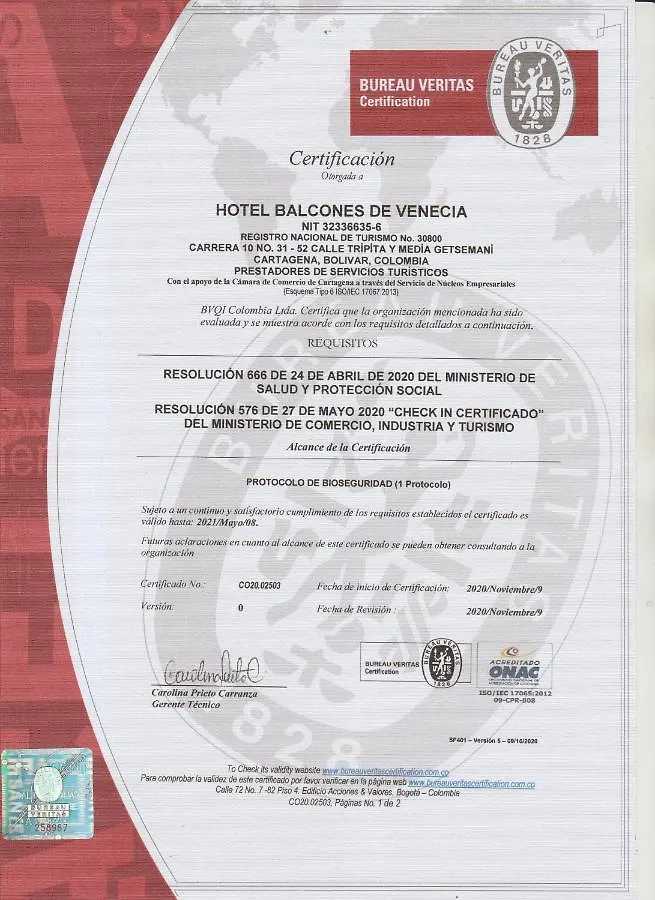 BUREAU VERITAS
Certification
BUREAU VERITAS
1828
Certificación
Otorgada a
HOTEL BALCONES DE VENECIA
NIT 32336635-6
REGISTRO NACIONAL DE TURISMO No. 30800
CARRERA 10 NO. 31 - 52 CALLE TRÍPITA Y MEDÍA GETSEMANÍ
CARTAGENA, BOLIVAR, COLOMBIA
PRESTADORES DE SERVICIOS TURÍSTICOS
Con el apoyo de la Cámara de Comercio de Cartagena a través del Servicio de Núcleos Empresariales
(Esquema Tipo 6 ISO/IEC 17067:2013)
BVQI Colombia Ltda. Certifica que la organización mencionada ha sido
evaluada y se muestra acorde con los requisitos detallados a continuación.
REQUISITOS
RESOLUCIÓN 666 DE 24 DE ABRIL DE 2020 DEL MINISTERIO DE
SALUD Y PROTECCIÓN SOCIAL
RESOLUCIÓN 576 DE 27 DE MAYO 2020 “CHECK IN CERTIFICADO”
DEL MINISTERIO DE COMERCIO, INDUSTRIA Y TURISMO
Alcance de la Certificación
PROTOCOLO DE BIOSEGURIDAD (1 Protocolo)
Sujeto a un continuo y satisfactorio cumplimiento de los requisitos establecidos el certificado es
válido hasta: 2021/Mayo/08.
Futuras aclaraciones en cuanto al alcance de este certificado se pueden obtener consultando a la
organización
Certificado No.: CO20.02503 Fecha de inicio de Certificación: 2020/Noviembre/9
Versión: 0 Fecha de Revisión : 2020/Noviembre/9
Carolina Prieto Carranza
Gerente Técnico
BUREAU VERITAS
Certification
BUREAU VERITAS
1828
ACREDITADO
ONAC
ISO/IEC 17065:2012
09-CPR-008
SF401 – Versión 5 – 09/10/2020
To Check its validity website www.bureauveritascertification.com.co
Para comprobar la validez de este certificado por favor verificar en la página web www.bureauveritascertification.com.co
Calle 72 No. 7 -82 Piso 4. Edificio Acciones & Valores. Bogotá – Colombia
CO20.02503, Páginas No. 1 de 2
BUREAU
VERITAS
258967